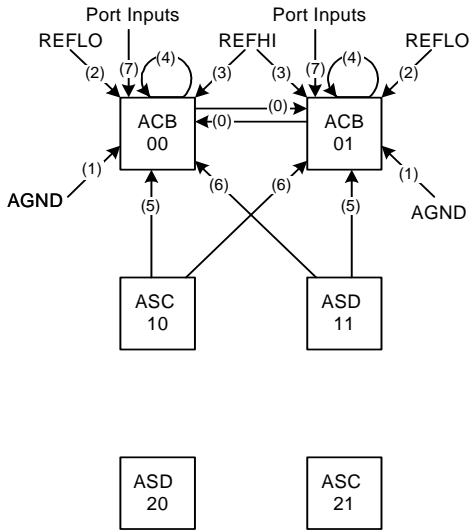 Port Inputs Port Inputs
REFLO REFHI REFLO
(4) (4)
(2) (7) (3) (3) (7) (2)
(0)
ACB ACB
(0)
00 01
(1) (1)
AGND AGND
(6) (6)
(5) (5)
ASC ASD
10 11
ASD ASC
20 21